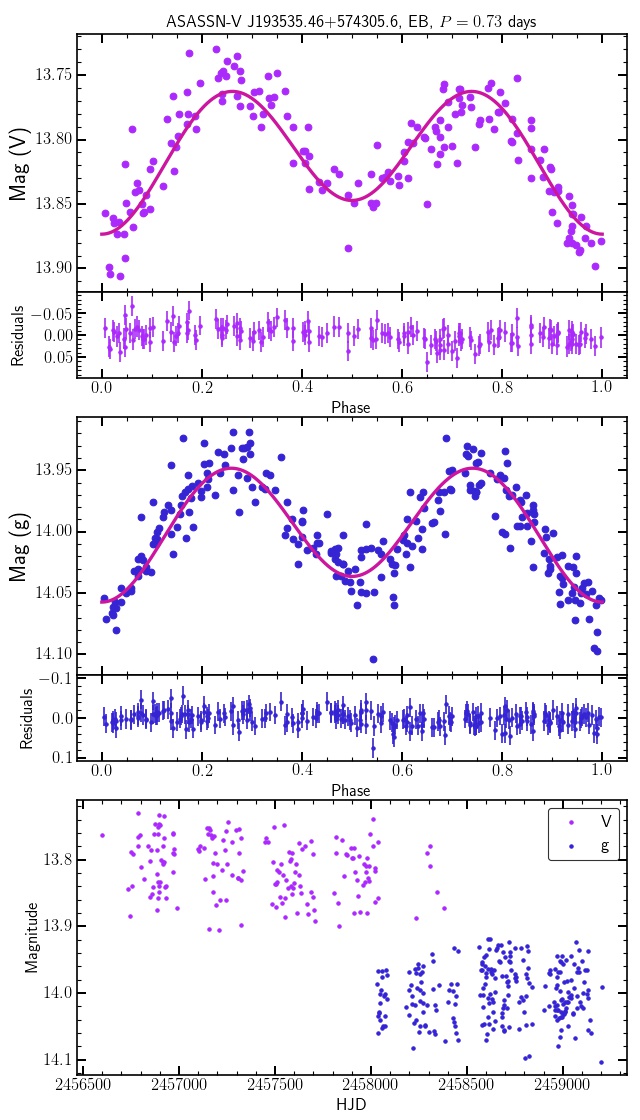 ASASSN-V J193535.46+574305.6, EB, P = 0.73 days
13.75
13.80
13.85
13.90
Mag (V)
−0.05
0.00
0.05
Residuals
0.0 0.2 0.4 0.6 0.8 1.0
Phase
13.95
14.00
14.05
14.10
Mag (g)
−0.1
0.0
0.1
Residuals
0.0 0.2 0.4 0.6 0.8 1.0
Phase
V
g
13.8
13.9
14.0
14.1
Magnitude
2456500 2457000 2457500 2458000 2458500 2459000
HJD